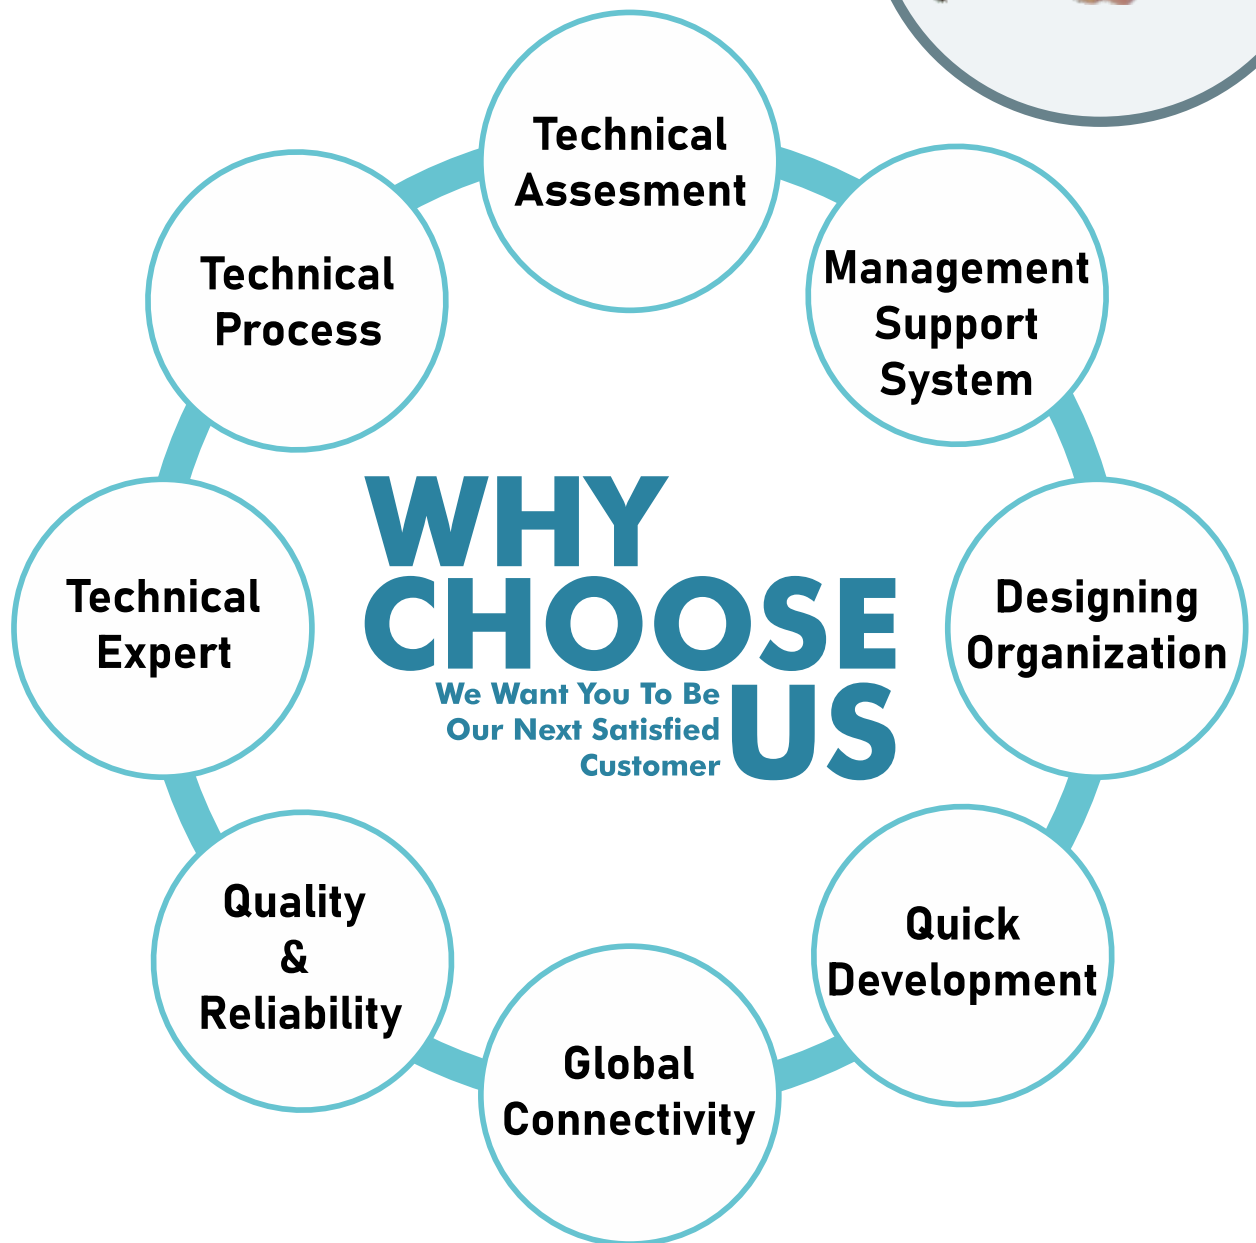 Technical
Assesment
Management
Support
System
Designing
Organization
Quick
Development
Global
Connectivity
Quality
&
Reliability
Technical
Expert
Technical
Process
WHY
CHOOSE
US
We Want You To Be
Our Next Satisfied
Customer